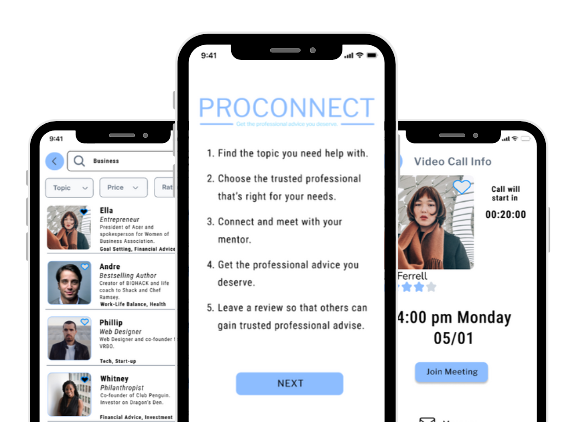 9:41
Business
Topic
Price
Ella
Entrepreneur
President of Acer and
spokesperson for Women of
Business Association.
Goal Setting, Financial Advice
Andre
Bestselling Author
Creator of BIGHACK and life
coach to Shack and Chef
Ramsey.
Work-Life Balance, Health
Phillip
Web Designer
Web Designer and co-founder
VRBO.
Tech, Start-up
Whitney
Philanthropist
Co-founder of Club Penguin.
Investor on Dragon's Den.
Financial Advice, Investment
9:41
PROCONNECT
Get the professional advice you deserve.
1. Find the topic you need help with.
2. Choose the trusted professional
that's right for your needs.
3. Connect and meet with your
mentor.
4. Get the professional advice you
deserve.
5. Leave a review so that others can
gain trusted professional advise.
NEXT
Video Call Info
Call will
start in
00:20:00
Ferrell
4:00 pm Monday
05/01
Join Meeting